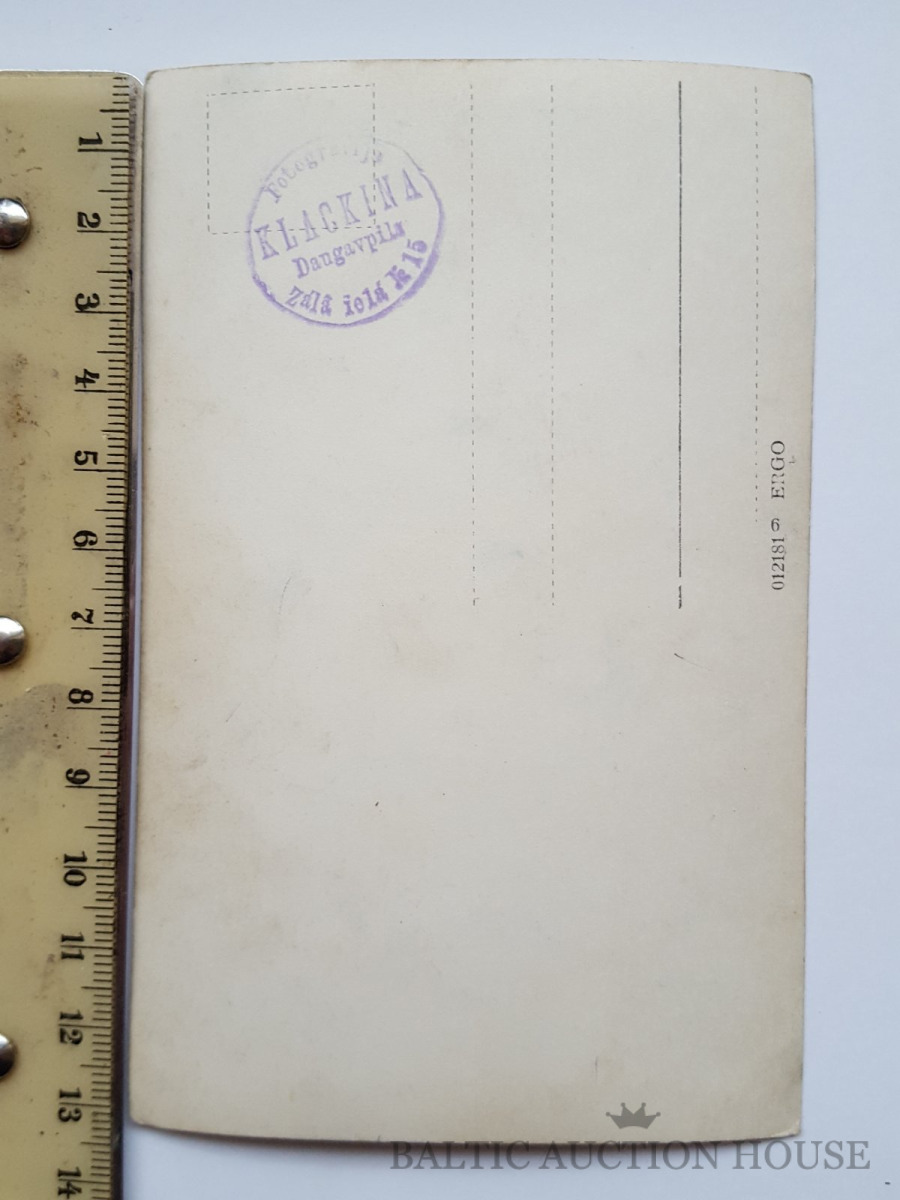 Fotografija
KLACKINA
Daugavpils
Zaļā ielā № 15
012181 6 ERGO
1
2
3
4
5
6
7
8
9
10
11
12
13
14
BALTIC AUCTION HOUSE